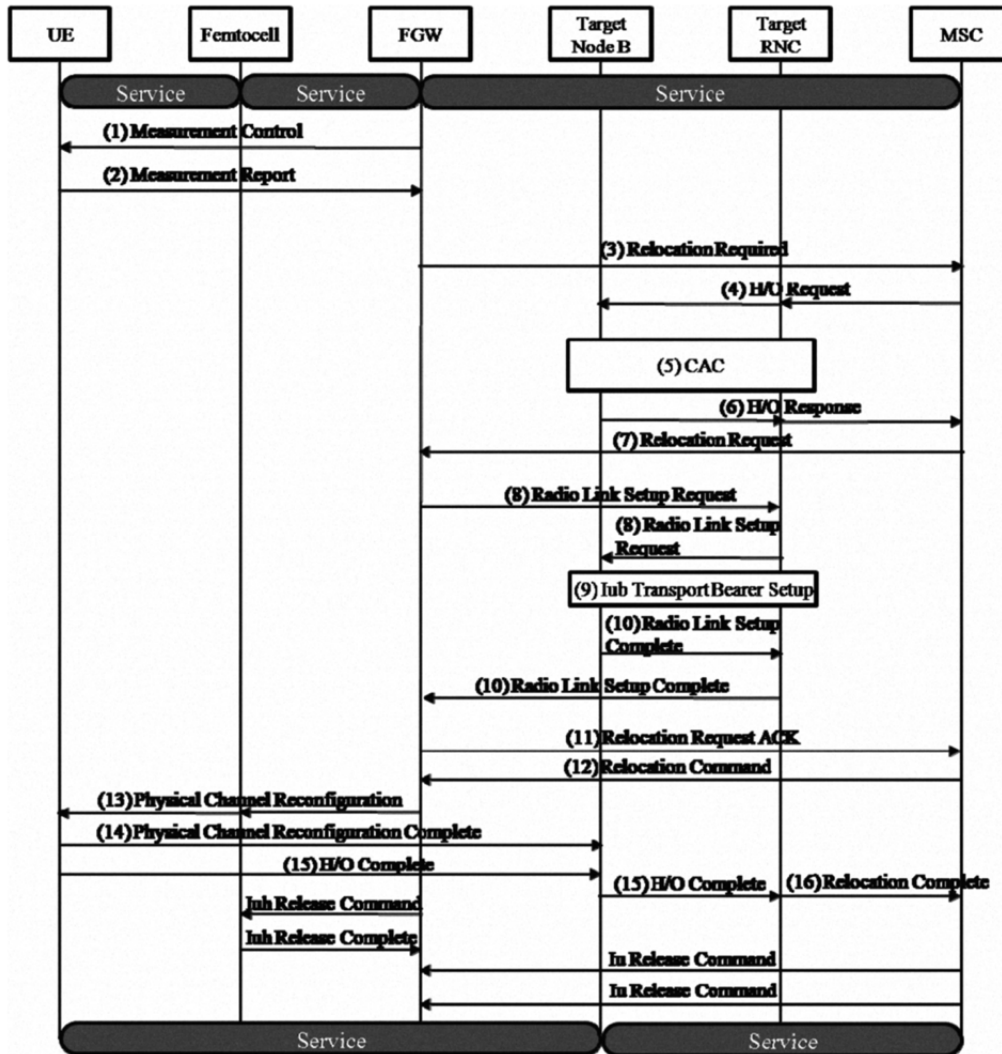 UE
Femtocell
FGW
Target
Node B
Target
RNC
MSC
Service
Service
Service
(1) Measurement Control
(2) Measurement Report
(3) Relocation Required
(4) H/O Request
(5) CAC
(6) H/O Response
(7) Relocation Request
(8) Radio Link Setup Request
(8) Radio Link Setup
Request
(9) Iub Transport Bearer Setup
(10) Radio Link Setup
Complete
(10) Radio Link Setup Complete
(11) Relocation Request ACK
(12) Relocation Command
(13) Physical Channel Reconfiguration
(14) Physical Channel Reconfiguration Complete
(15) H/O Complete
(15) H/O Complete
(16) Relocation Complete
Iuh Release Command
Iuh Release Complete
Iu Release Command
Iu Release Command
Service
Service